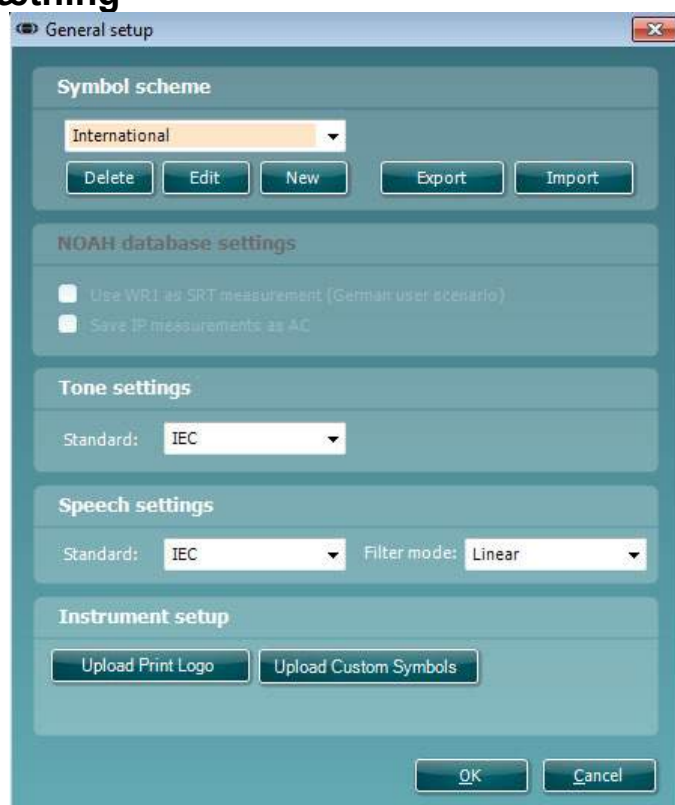 General setup
Symbol scheme
International
Delete Edit New Export Import
NOAH database settings
Use WR1 as SRT measurement (German user scenario)
Save IP measurements as AC
Tone settings
Standard: IEC
Speech settings
Standard: IEC Filter mode: Linear
Instrument setup
Upload Print Logo Upload Custom Symbols
OK Cancel